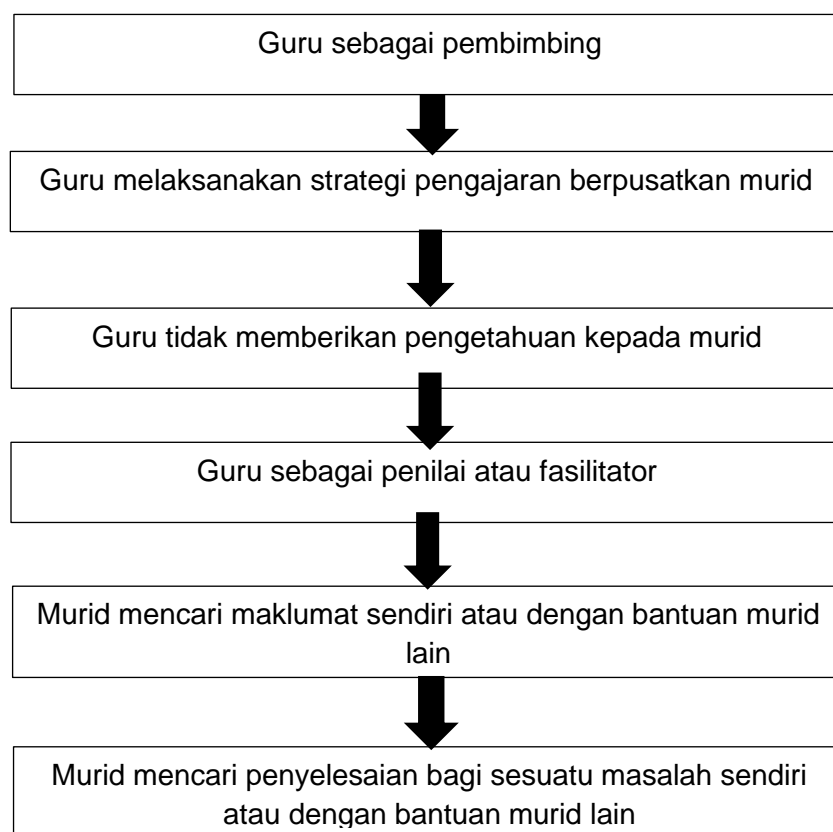 Guru sebagai pembimbing
Guru melaksanakan strategi pengajaran berpusatkan murid
Guru tidak memberikan pengetahuan kepada murid
Guru sebagai penilai atau fasilitator
Murid mencari maklumat sendiri atau dengan bantuan murid
lain
Murid mencari penyelesaian bagi sesuatu masalah sendiri
atau dengan bantuan murid lain